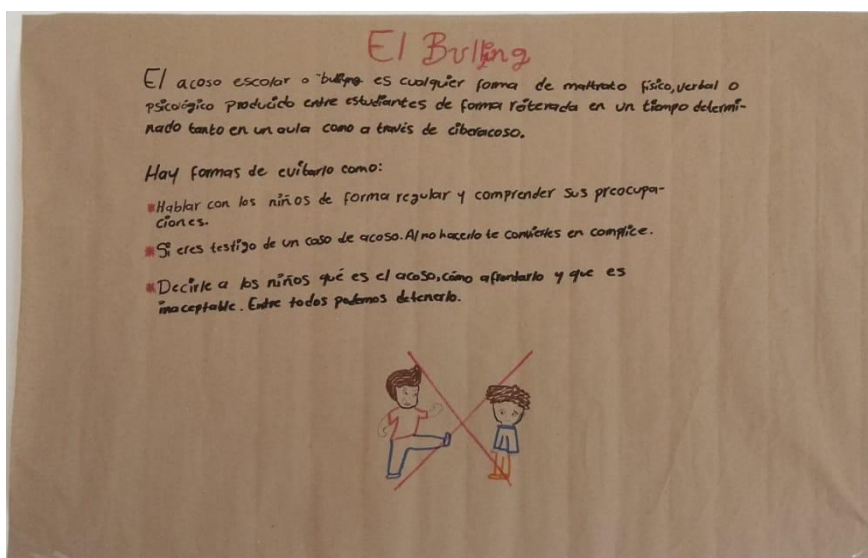 El Bulling
El acoso escolar o bulling es cualquier forma de maltrato físico, verbal o
psicológico producido entre estudiantes de forma reiterada en un tiempo determi-
nado tanto en un aula como a través de ciberacoso.
Hay formas de evitarlo como:
*Hablar con los niños de forma regular y comprender sus preocupa-
ciones.
*Si eres testigo de un caso de acoso. Al no hacerlo te conviertes en complice.
*Decirle a los niños qué es el acoso, cómo afrontarlo y que es
inaceptable. Entre todos podemos detenerlo.